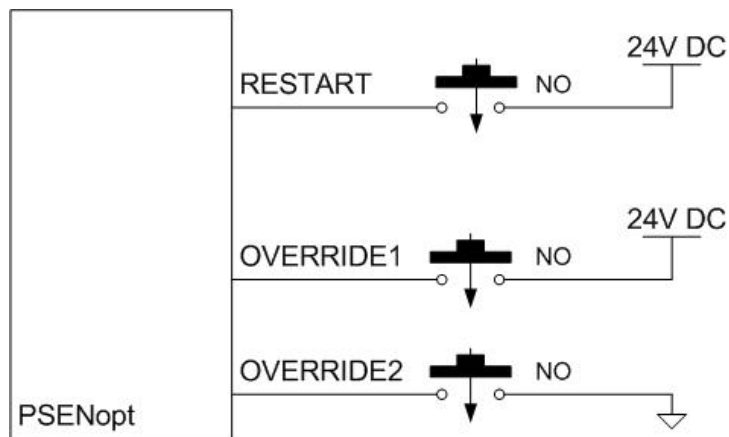 24V DC
RESTART
NO
24V DC
OVERRIDE1
NO
OVERRIDE2
NO
PSENopt